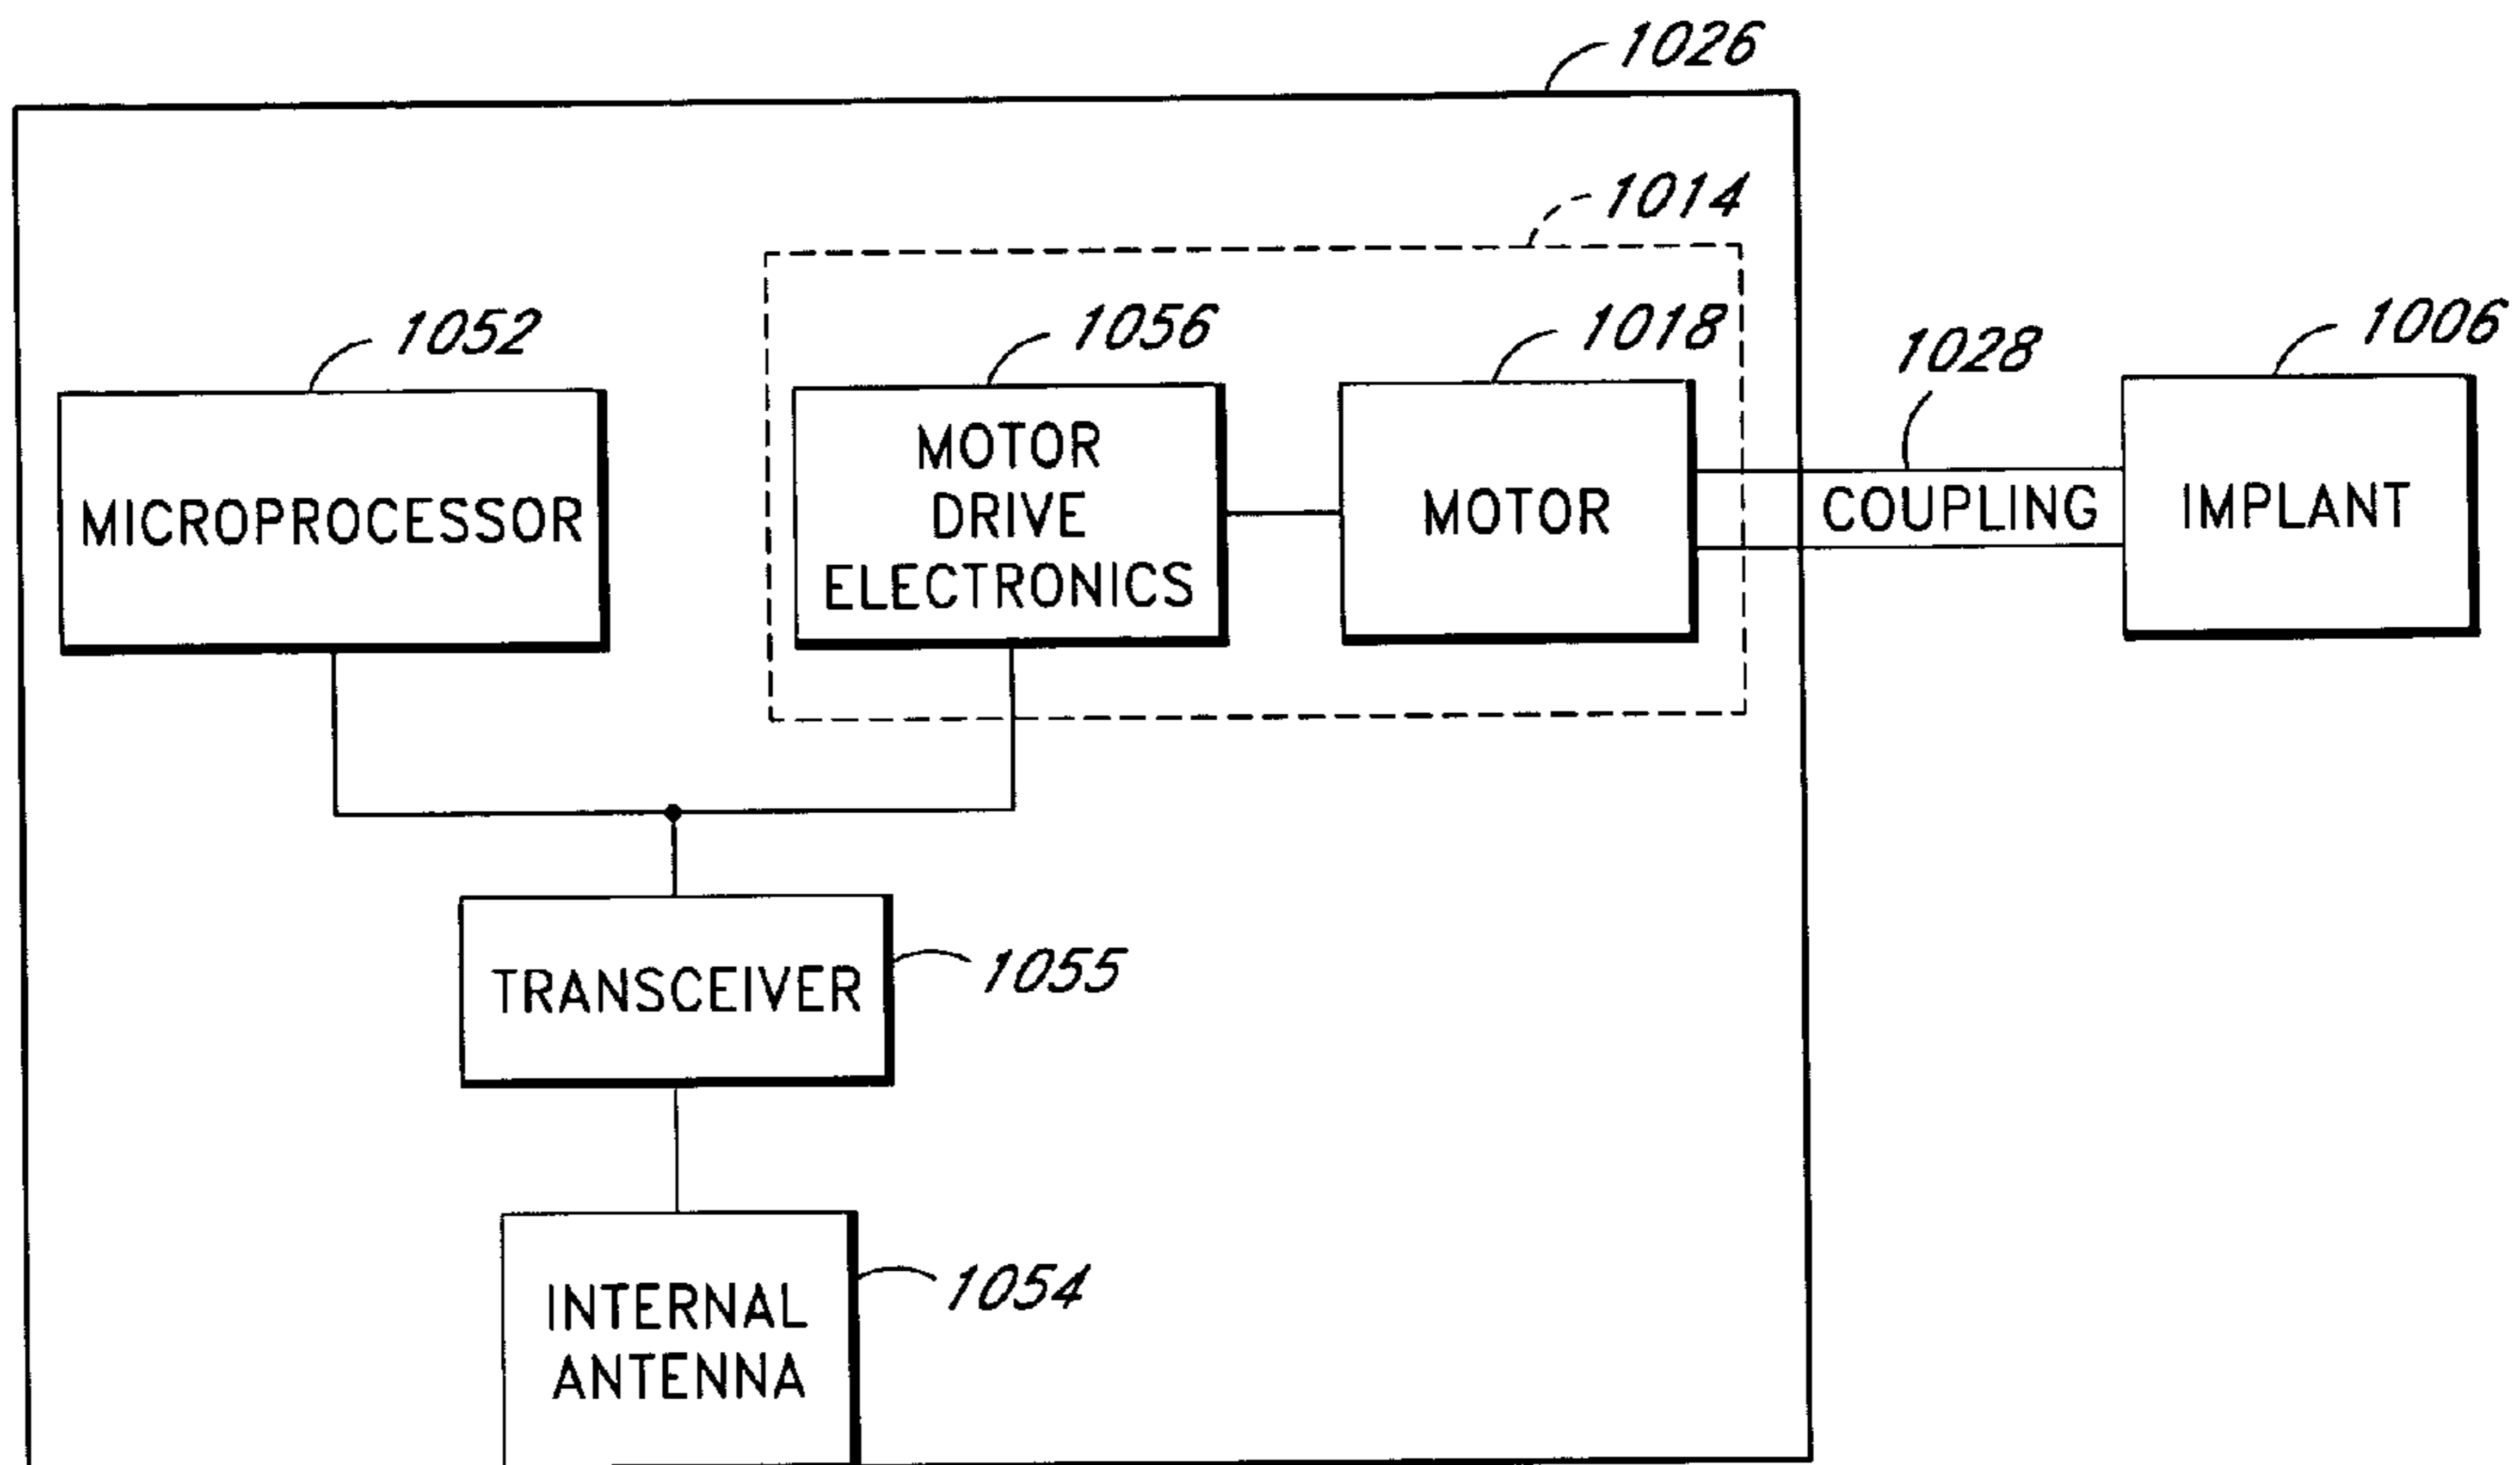 1026
1014
1052
1056
1018
1028
1006
MICROPROCESSOR
MOTOR
DRIVE
ELECTRONICS
MOTOR
COUPLING
IMPLANT
TRANSCEIVER
1055
INTERNAL
ANTENNA
1054